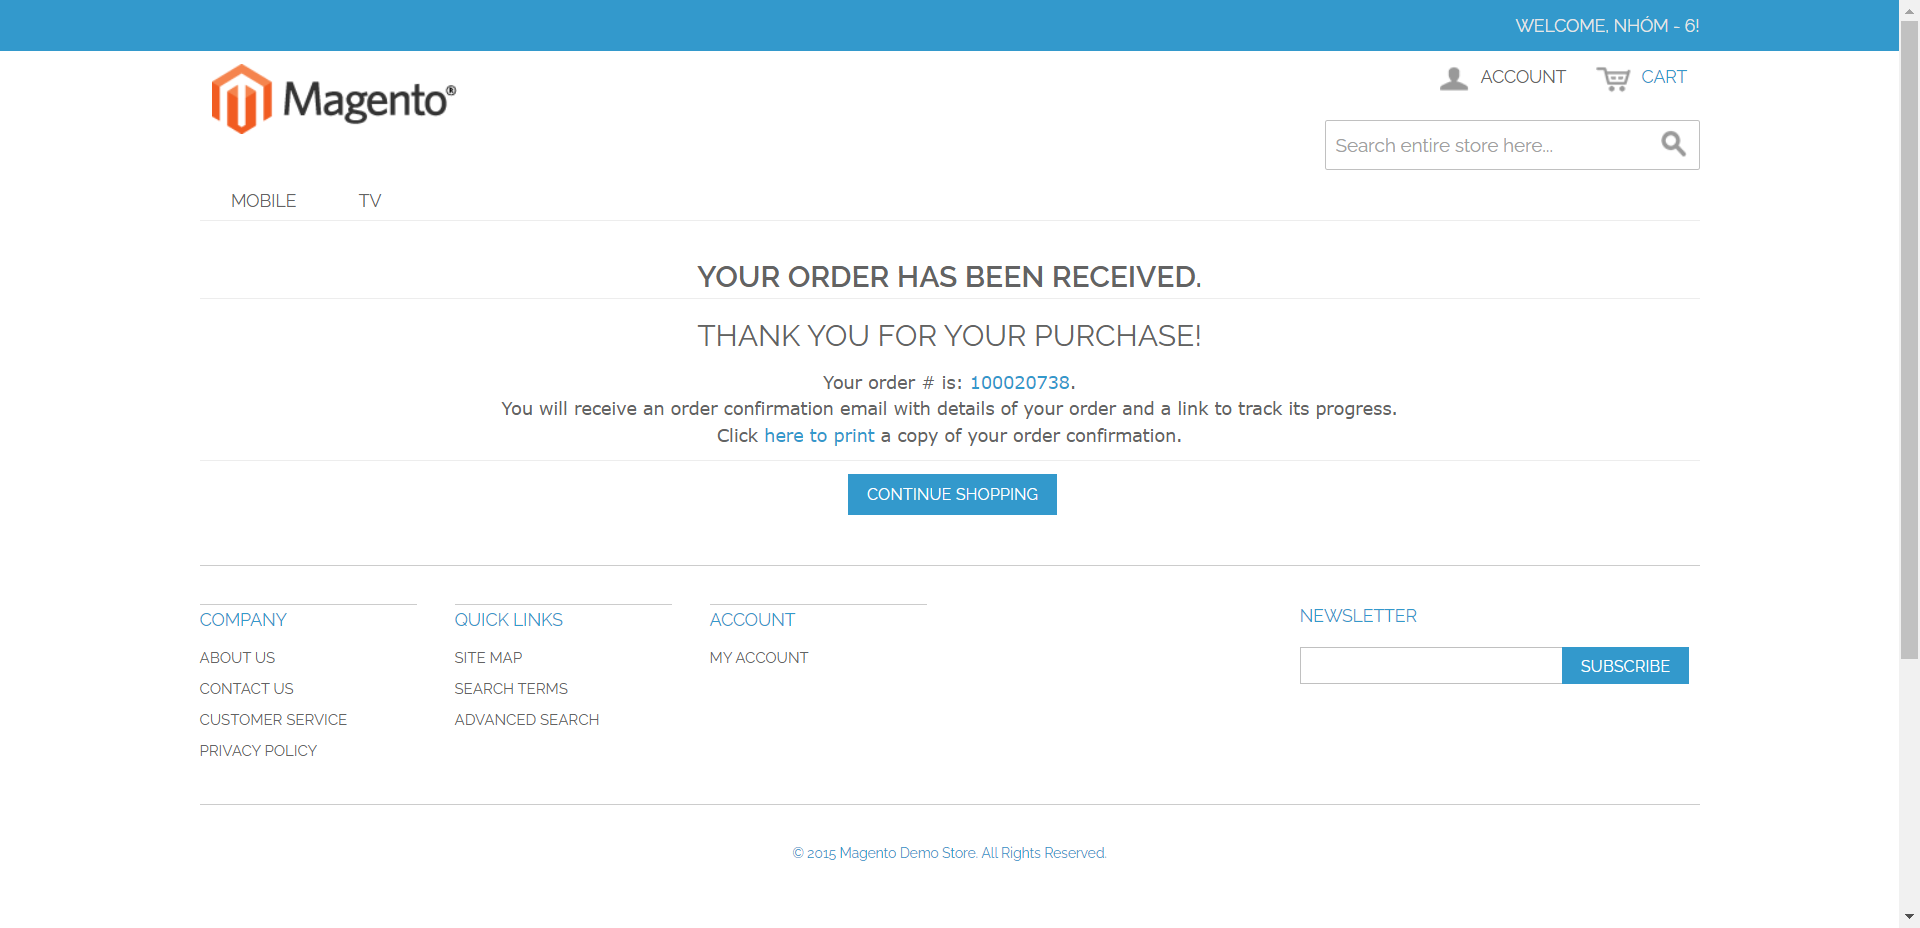 WELCOME, NHÓM - 6!
Magento®
ACCOUNT
CART
Search entire store here...
MOBILE
TV
YOUR ORDER HAS BEEN RECEIVED.
THANK YOU FOR YOUR PURCHASE!
Your order # is: 100020738.
You will receive an order confirmation email with details of your order and a link to track its progress.
Click here to print a copy of your order confirmation.
CONTINUE SHOPPING
COMPANY
ABOUT US
CONTACT US
CUSTOMER SERVICE
PRIVACY POLICY
QUICK LINKS
SITE MAP
SEARCH TERMS
ADVANCED SEARCH
ACCOUNT
MY ACCOUNT
NEWSLETTER
SUBSCRIBE
© 2015 Magento Demo Store. All Rights Reserved.